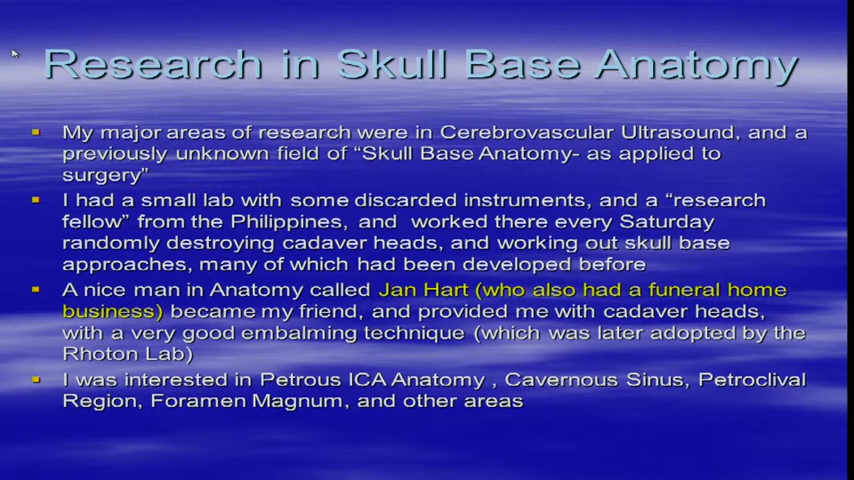 Research in Skull Base Anatomy
My major areas of research were in Cerebrovascular Ultrasound, and a
previously unknown field of “Skull Base Anatomy- as applied to
surgery”
I had a small lab with some discarded instruments, and a “research
fellow” from the Philippines, and worked there every Saturday
randomly destroying cadaver heads, and working out skull base
approaches, many of which had been developed before
A nice man in Anatomy called Jan Hart (who also had a funeral home
business) became my friend, and provided me with cadaver heads,
with a very good embalming technique (which was later adopted by the
Rhoton Lab)
I was interested in Petrous ICA Anatomy , Cavernous Sinus, Petroclival
Region, Foramen Magnum, and other areas